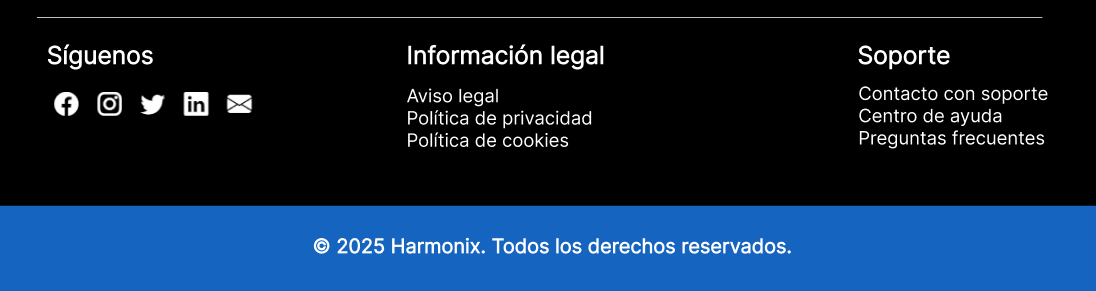 Síguenos
Información legal
Aviso legal
Política de privacidad
Política de cookies
Soporte
Contacto con soporte
Centro de ayuda
Preguntas frecuentes
© 2025 Harmonix. Todos los derechos reservados.